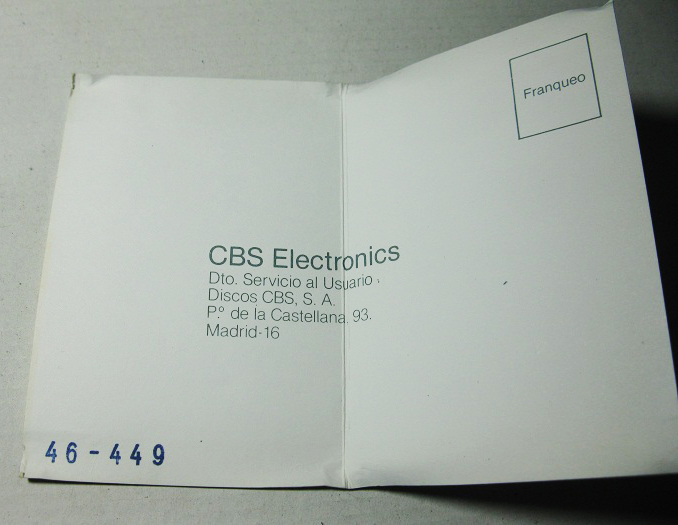 Franqueo
CBS Electronics
Dto. Servicio al Usuario
Discos CBS, S. A.
P.º de la Castellana, 93.
Madrid-16
46-449